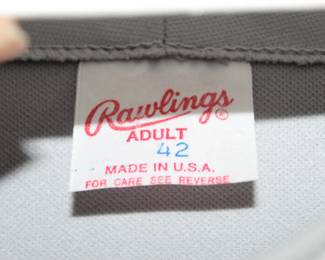 Rawlings®
ADULT
42
MADE IN U.S.A.
FOR CARE SEE REVERSE